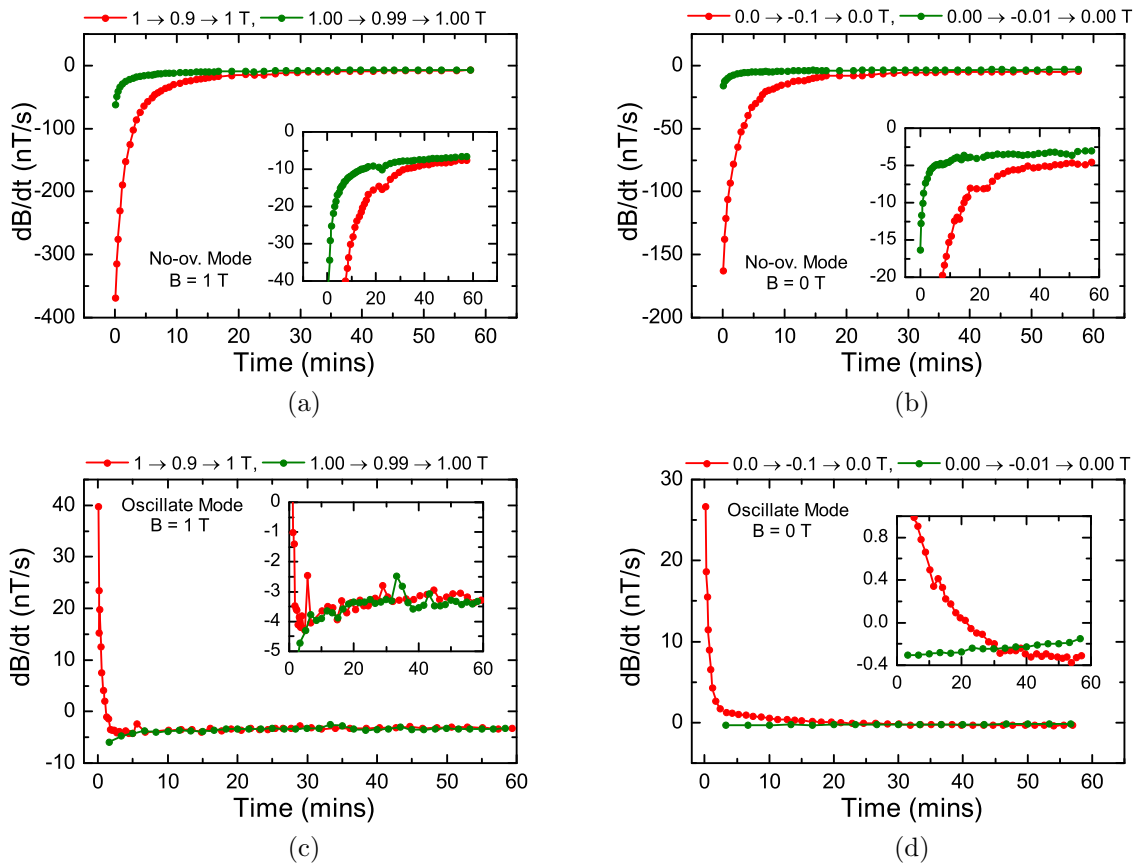 1 → 0.9 → 1 T, 1.00 → 0.99 → 1.00 T
0
-100
-200
-300
-400
dB/dt (nT/s)
No-ov. Mode
B = 1 T
0
-10
-20
-30
-40
0 20 40 60
0 10 20 30 40 50 60
Time (mins)
(a)
0.0 → -0.1 → 0.0 T, 0.00 → -0.01 → 0.00 T
50
0
-50
-100
-150
-200
dB/dt (nT/s)
No-ov. Mode
B = 0 T
0
-5
-10
-15
-20
0 20 40 60
0 10 20 30 40 50 60
Time (mins)
(b)
1 → 0.9 → 1 T, 1.00 → 0.99 → 1.00 T
40
30
20
10
0
-10
dB/dt (nT/s)
Oscillate Mode
B = 1 T
0
-1
-2
-3
-4
-5
0 20 40 60
0 10 20 30 40 50 60
Time (mins)
(c)
0.0 → -0.1 → 0.0 T, 0.00 → -0.01 → 0.00 T
30
20
10
0
dB/dt (nT/s)
Oscillate Mode
B = 0 T
0.8
0.4
0.0
-0.4
0 20 40 60
0 10 20 30 40 50 60
Time (mins)
(d)